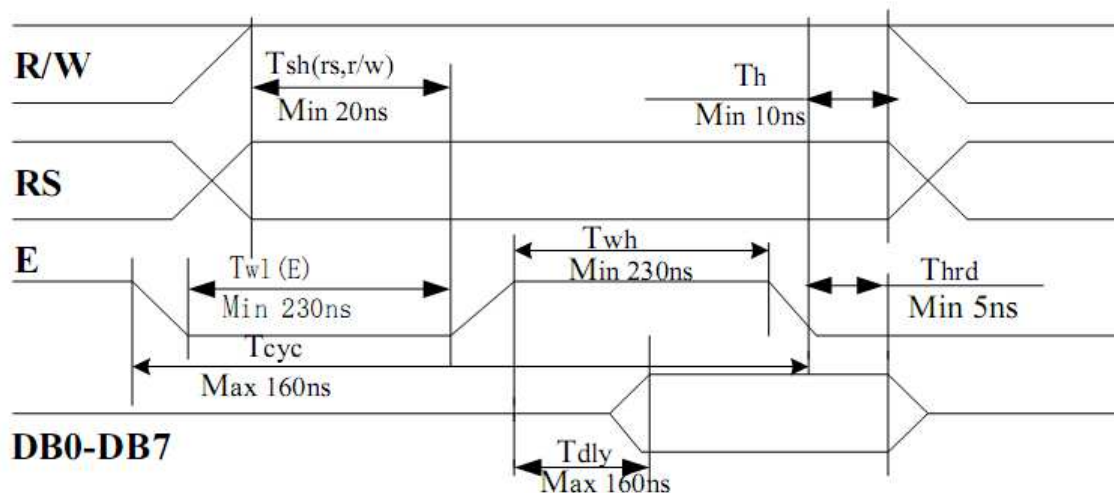 R/W
Tsh(rs,r/w)
Min 20ns
Th
Min 10ns
RS
E
Twl (E)
Min 230ns
Twh
Min 230ns
Thrd
Min 5ns
Tcyc
Max 160ns
DB0-DB7
Tdly
Max 160ns